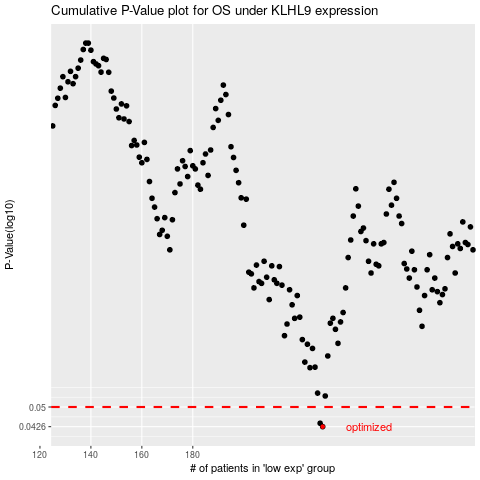 Cumulative P-Value plot for OS under KLHL9 expression
P-Value(log10)
0.05
0.0426
optimized
120 140 160 180
# of patients in 'low exp' group